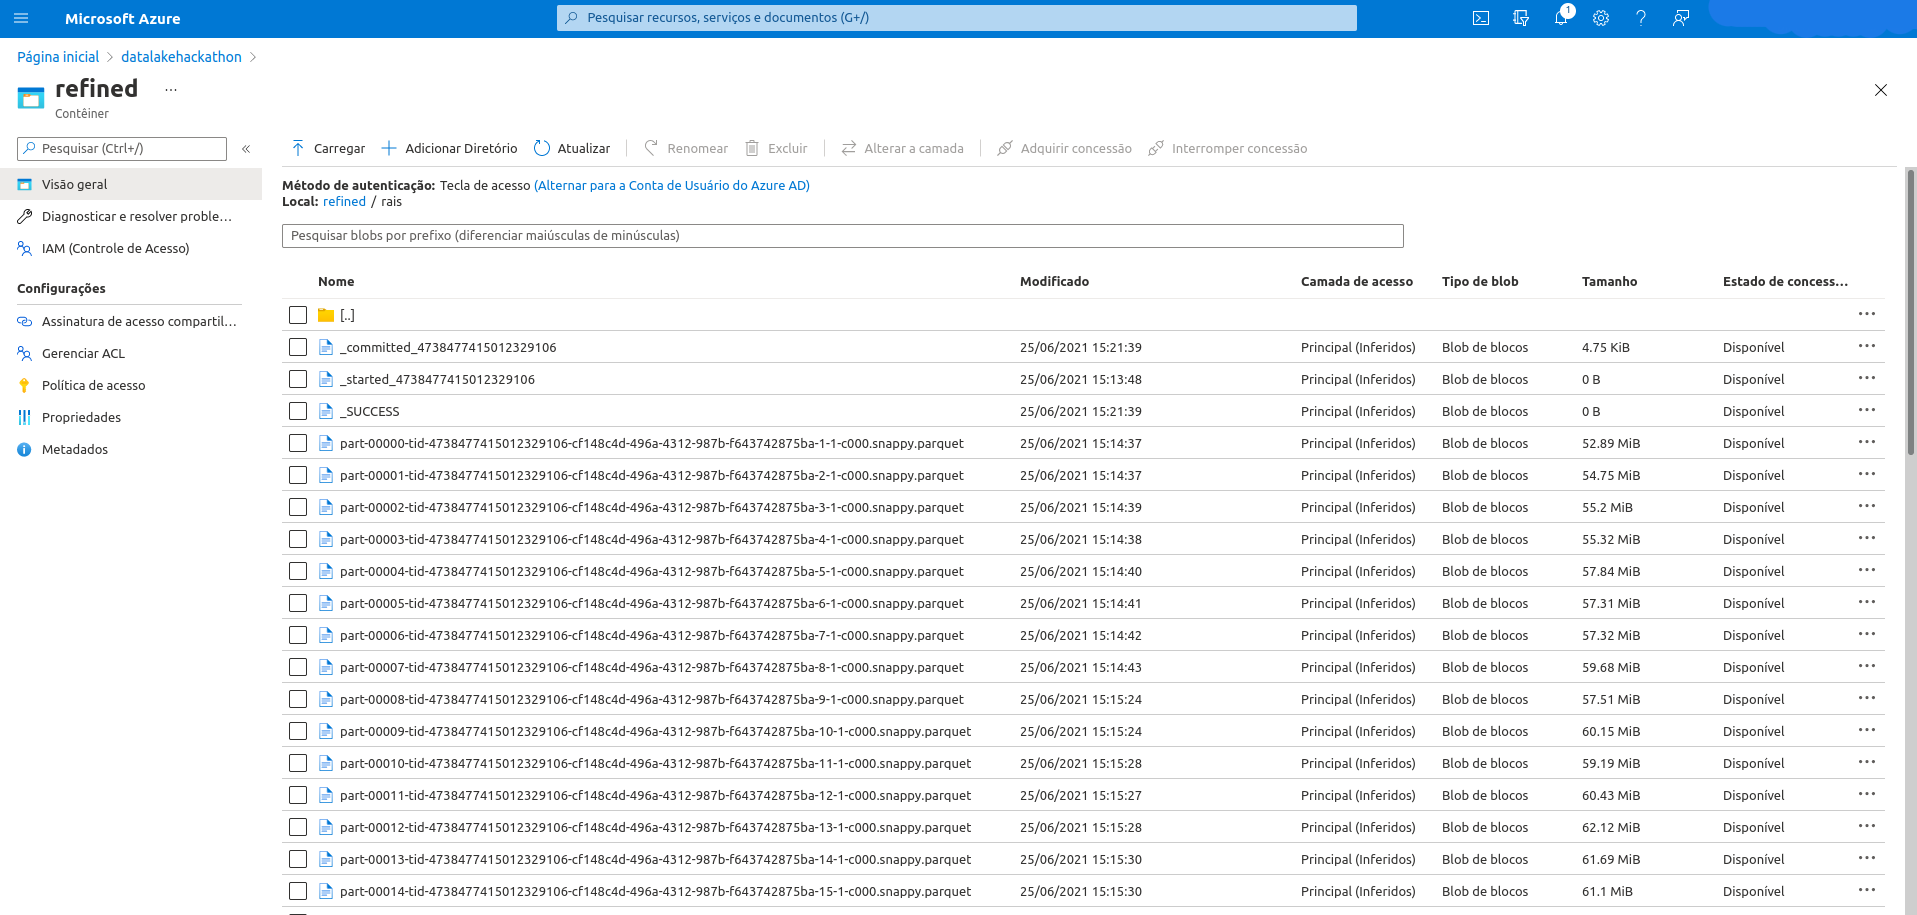 Microsoft Azure
Pesquisar recursos, serviços e documentos (G+/)
1
Página inicial > datalakehackathon >
refined ...
Contêiner
Pesquisar (Ctrl+/) «
Visão geral
Diagnosticar e resolver proble...
IAM (Controle de Acesso)
Configurações
Assinatura de acesso compartil...
Gerenciar ACL
Política de acesso
Propriedades
Metadados
Carregar Adicionar Diretório Atualizar Renomear Excluir Alterar a camada Adquirir concessão Interromper concessão
Método de autenticação: Tecla de acesso (Alternar para a Conta de Usuário do Azure AD)
Local: refined / rais
Pesquisar blobs por prefixo (diferenciar maiúsculas de minúsculas)
Nome Modificado Camada de acesso Tipo de blob Tamanho Estado de concess...
[..]
_committed_4738477415012329106 25/06/2021 15:21:39 Principal (Inferidos) Blob de blocos 4.75 KiB Disponível
_started_4738477415012329106 25/06/2021 15:13:48 Principal (Inferidos) Blob de blocos 0 B Disponível
_SUCCESS 25/06/2021 15:21:39 Principal (Inferidos) Blob de blocos 0 B Disponível
part-00000-tid-4738477415012329106-cf148c4d-496a-4312-987b-f643742875ba-1-1-c000.snappy.parquet 25/06/2021 15:14:37 Principal (Inferidos) Blob de blocos 52.89 MiB Disponível
part-00001-tid-4738477415012329106-cf148c4d-496a-4312-987b-f643742875ba-2-1-c000.snappy.parquet 25/06/2021 15:14:37 Principal (Inferidos) Blob de blocos 54.75 MiB Disponível
part-00002-tid-4738477415012329106-cf148c4d-496a-4312-987b-f643742875ba-3-1-c000.snappy.parquet 25/06/2021 15:14:39 Principal (Inferidos) Blob de blocos 55.2 MiB Disponível
part-00003-tid-4738477415012329106-cf148c4d-496a-4312-987b-f643742875ba-4-1-c000.snappy.parquet 25/06/2021 15:14:38 Principal (Inferidos) Blob de blocos 55.32 MiB Disponível
part-00004-tid-4738477415012329106-cf148c4d-496a-4312-987b-f643742875ba-5-1-c000.snappy.parquet 25/06/2021 15:14:40 Principal (Inferidos) Blob de blocos 57.84 MiB Disponível
part-00005-tid-4738477415012329106-cf148c4d-496a-4312-987b-f643742875ba-6-1-c000.snappy.parquet 25/06/2021 15:14:41 Principal (Inferidos) Blob de blocos 57.31 MiB Disponível
part-00006-tid-4738477415012329106-cf148c4d-496a-4312-987b-f643742875ba-7-1-c000.snappy.parquet 25/06/2021 15:14:42 Principal (Inferidos) Blob de blocos 57.32 MiB Disponível
part-00007-tid-4738477415012329106-cf148c4d-496a-4312-987b-f643742875ba-8-1-c000.snappy.parquet 25/06/2021 15:14:43 Principal (Inferidos) Blob de blocos 59.68 MiB Disponível
part-00008-tid-4738477415012329106-cf148c4d-496a-4312-987b-f643742875ba-9-1-c000.snappy.parquet 25/06/2021 15:15:24 Principal (Inferidos) Blob de blocos 57.51 MiB Disponível
part-00009-tid-4738477415012329106-cf148c4d-496a-4312-987b-f643742875ba-10-1-c000.snappy.parquet 25/06/2021 15:15:24 Principal (Inferidos) Blob de blocos 60.15 MiB Disponível
part-00010-tid-4738477415012329106-cf148c4d-496a-4312-987b-f643742875ba-11-1-c000.snappy.parquet 25/06/2021 15:15:28 Principal (Inferidos) Blob de blocos 59.19 MiB Disponível
part-00011-tid-4738477415012329106-cf148c4d-496a-4312-987b-f643742875ba-12-1-c000.snappy.parquet 25/06/2021 15:15:27 Principal (Inferidos) Blob de blocos 60.43 MiB Disponível
part-00012-tid-4738477415012329106-cf148c4d-496a-4312-987b-f643742875ba-13-1-c000.snappy.parquet 25/06/2021 15:15:28 Principal (Inferidos) Blob de blocos 62.12 MiB Disponível
part-00013-tid-4738477415012329106-cf148c4d-496a-4312-987b-f643742875ba-14-1-c000.snappy.parquet 25/06/2021 15:15:30 Principal (Inferidos) Blob de blocos 61.69 MiB Disponível
part-00014-tid-4738477415012329106-cf148c4d-496a-4312-987b-f643742875ba-15-1-c000.snappy.parquet 25/06/2021 15:15:30 Principal (Inferidos) Blob de blocos 61.1 MiB Disponível